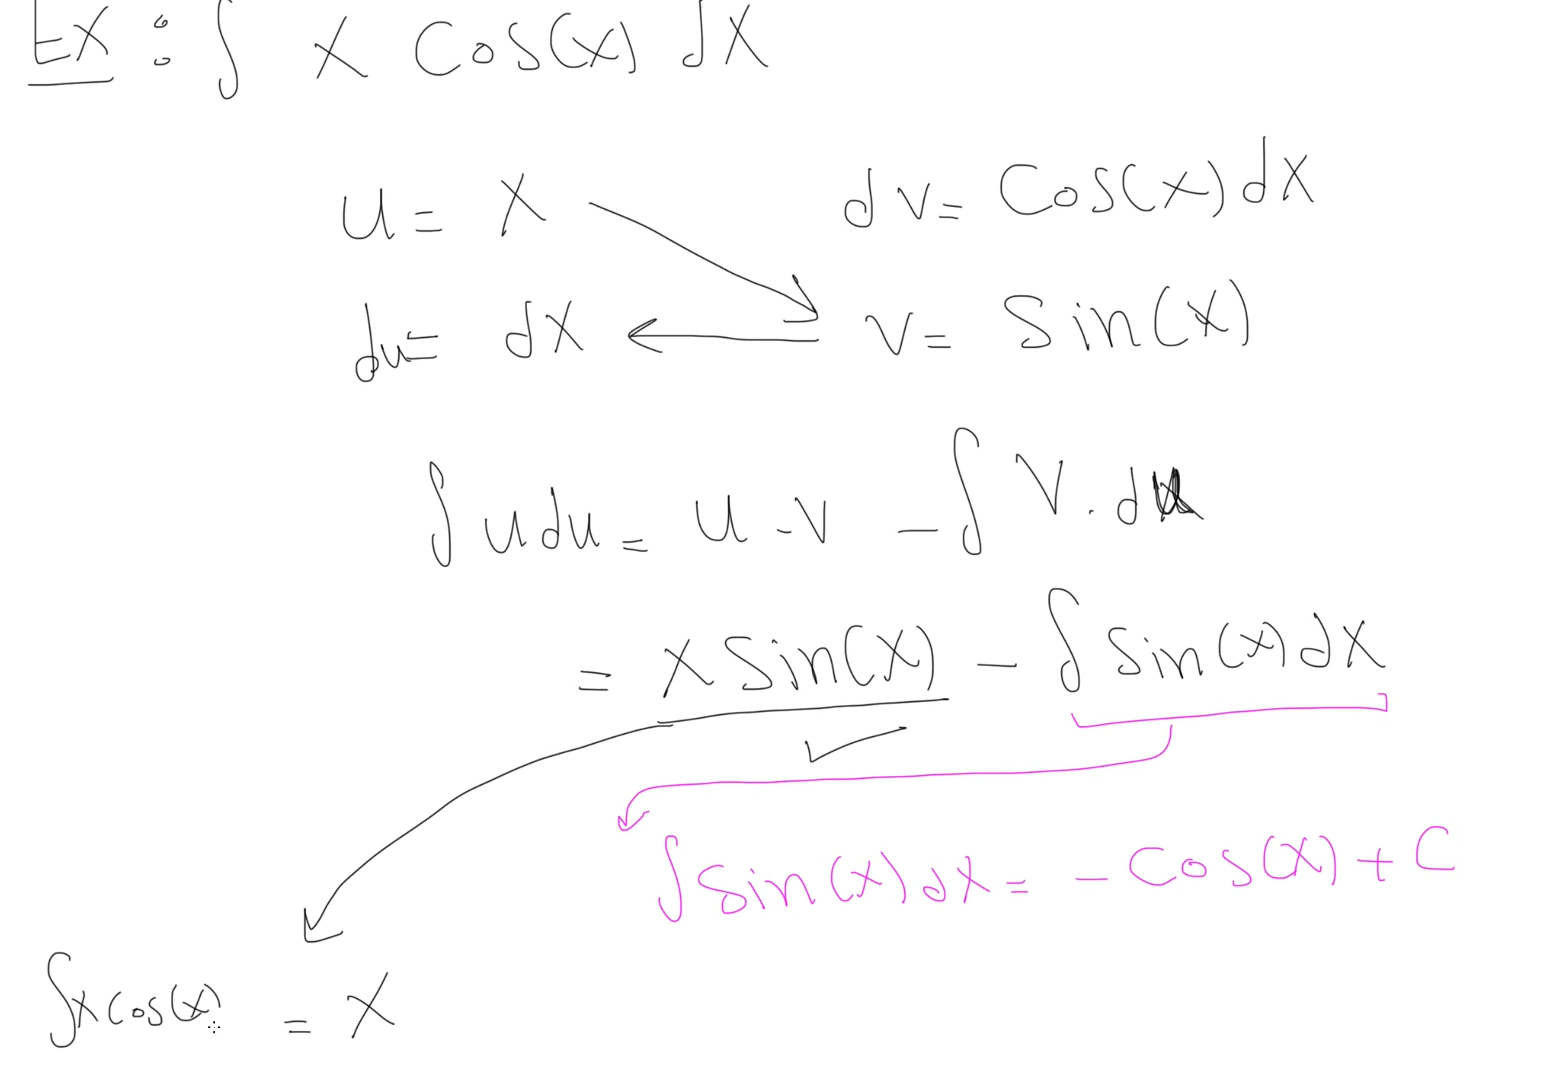 Ex : ∫ x Cos(x) dx
u = x dv = Cos(x) dx
du = dx v = Sin(x)
∫ u du = u · v - ∫ v . du
= x Sin(x) - ∫ Sin(x) dx
∫ Sin(x) dx = - Cos(x) + C
∫ x Cos(x) = x